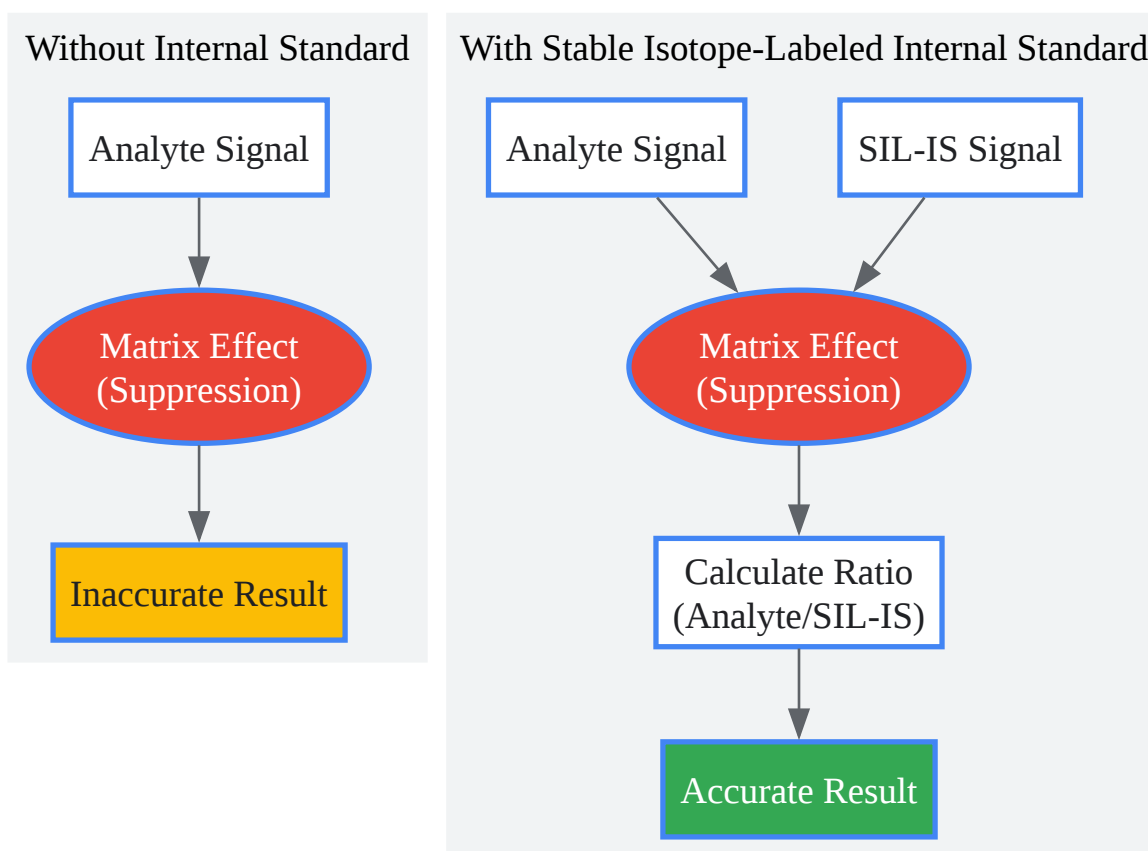 Without Internal Standard
Analyte Signal
Matrix Effect
(Suppression)
Inaccurate Result
With Stable Isotope-Labeled Internal Standard
Analyte Signal
SIL-IS Signal
Matrix Effect
(Suppression)
Calculate Ratio
(Analyte/SIL-IS)
Accurate Result